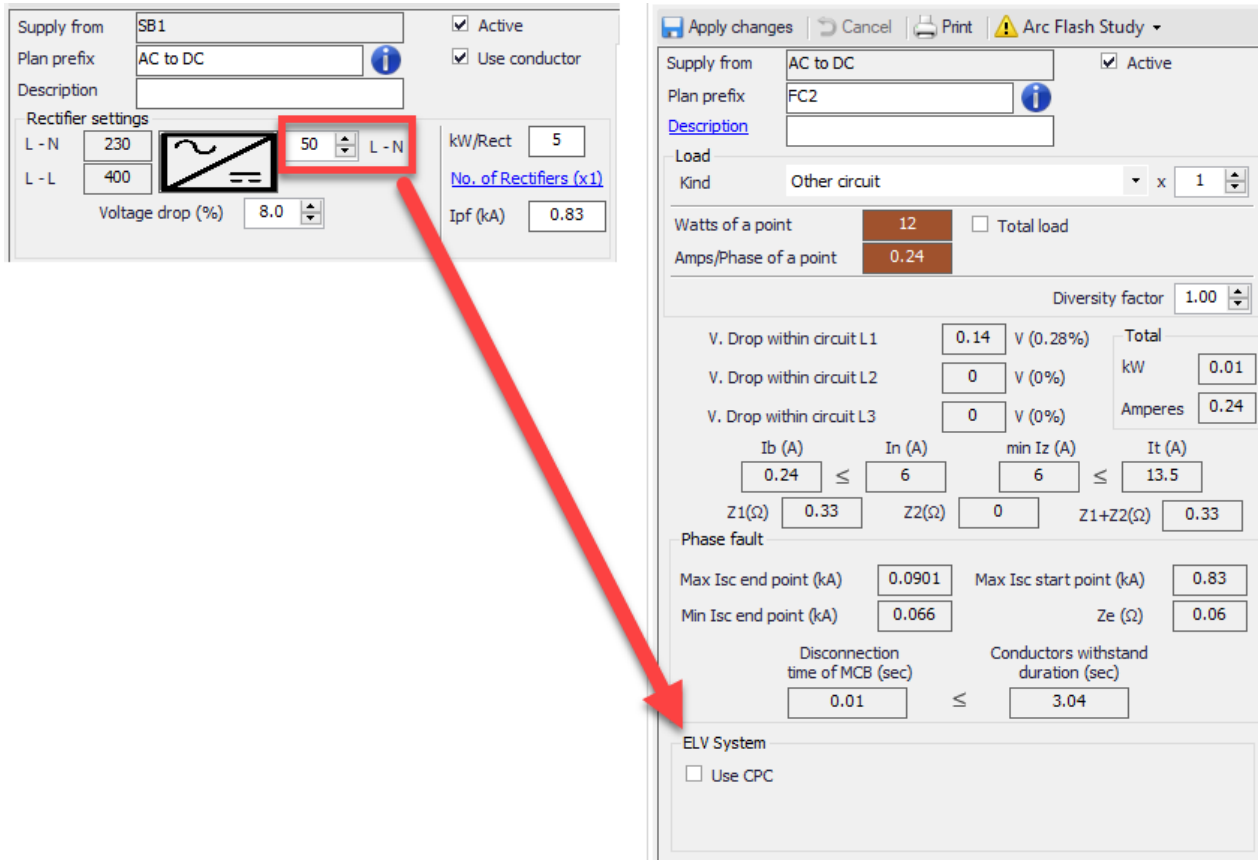 Supply from SB1 Active
Plan prefix AC to DC Use conductor
Description
Rectifier settings
L - N 230 50 L - N kW/Rect 5
L - L 400 No. of Rectifiers (x1)
Voltage drop (%) 8.0 Ipf (kA) 0.83
Apply changes Cancel Print Arc Flash Study
Supply from AC to DC Active
Plan prefix FC2
Description
Load
Kind Other circuit x 1
Watts of a point 12 Total load
Amps/Phase of a point 0.24
Diversity factor 1.00
V. Drop within circuit L1 0.14 V (0.28%) Total
V. Drop within circuit L2 0 V (0%) kW 0.01
V. Drop within circuit L3 0 V (0%) Amperes 0.24
Ib (A) In (A) min Iz (A) It (A)
0.24 ≤ 6 6 ≤ 13.5
Z1(Ω) 0.33 Z2(Ω) 0 Z1+Z2(Ω) 0.33
Phase fault
Max Isc end point (kA) 0.0901 Max Isc start point (kA) 0.83
Min Isc end point (kA) 0.066 Ze (Ω) 0.06
Disconnection Conductors withstand
time of MCB (sec) duration (sec)
0.01 ≤ 3.04
ELV System
Use CPC